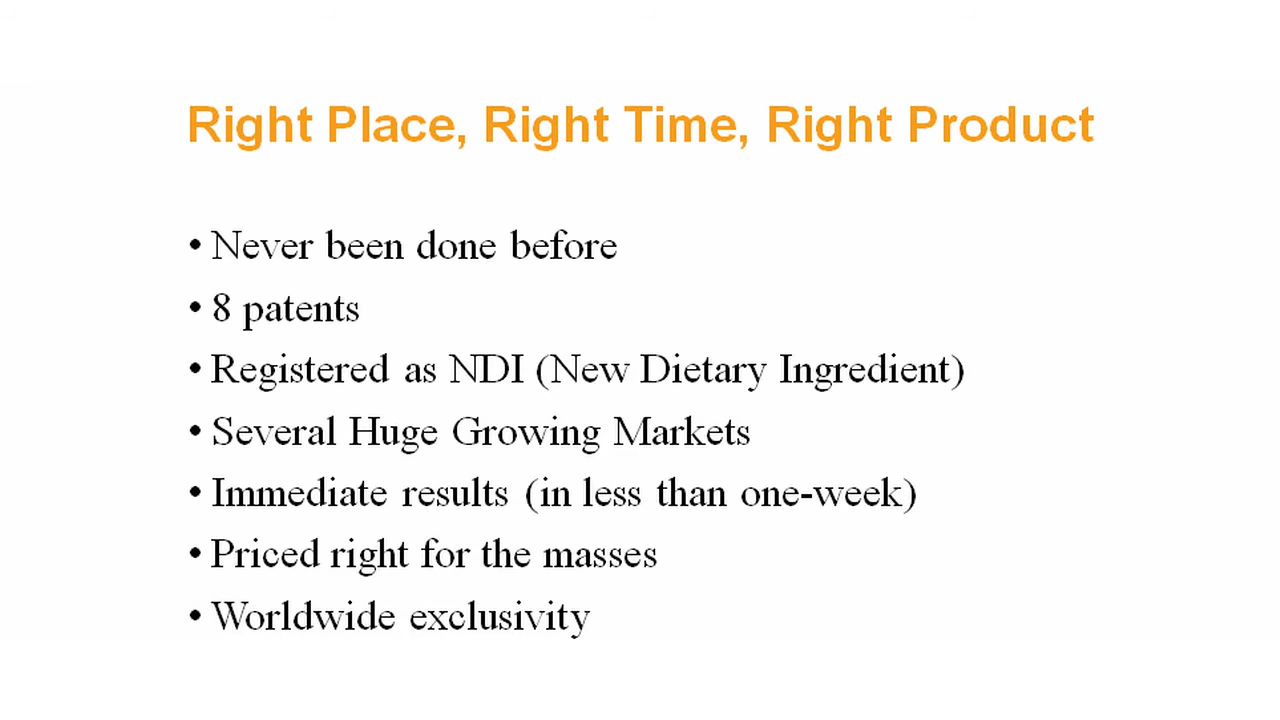 Right Place, Right Time, Right Product
• Never been done before
• 8 patents
• Registered as NDI (New Dietary Ingredient)
• Several Huge Growing Markets
• Immediate results (in less than one-week)
• Priced right for the masses
• Worldwide exclusivity